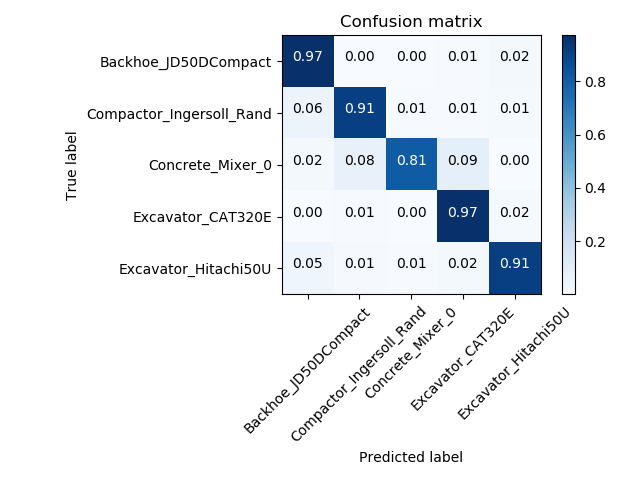 Confusion matrix
Backhoe_JD50DCompact 0.97 0.00 0.00 0.01 0.02
Compactor_Ingersoll_Rand 0.06 0.91 0.01 0.01 0.01
Concrete_Mixer_0 0.02 0.08 0.81 0.09 0.00
Excavator_CAT320E 0.00 0.01 0.00 0.97 0.02
Excavator_Hitachi50U 0.05 0.01 0.01 0.02 0.91
True label
0.8
0.6
0.4
0.2
Backhoe_JD50DCompact
Compactor_Ingersoll_Rand
Concrete_Mixer_0
Excavator_CAT320E
Excavator_Hitachi50U
Predicted label